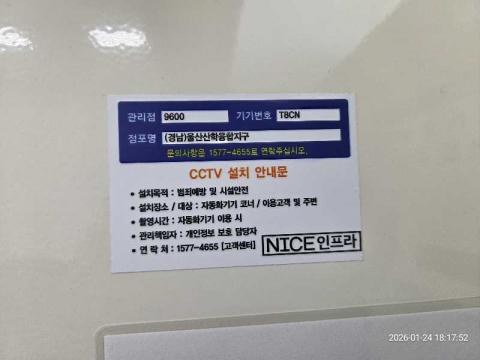 관리점 9600 기기번호 T8CN
점포명 (경남)울산산학융합지구
문의사항은 1577-4655로 연락주십시오.
CCTV 설치 안내문
• 설치목적 : 범죄예방 및 시설안전
• 설치장소 / 대상 : 자동화기기 코너 / 이용고객 및 주변
• 촬영시간 : 자동화기기 이용 시
• 관리책임자 : 개인정보 보호 담당자
• 연 락 처 : 1577-4655 [고객센터]
NICE인프라
2026-01-24 18:17:52